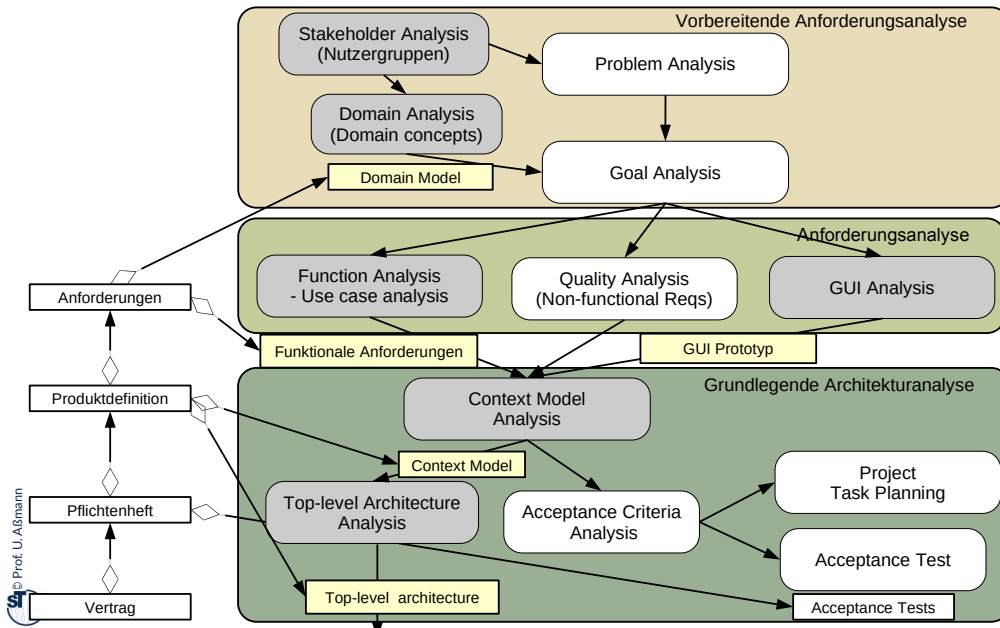 Vorbereitende Anforderungsanalyse
Stakeholder Analysis
(Nutzergruppen)
Problem Analysis
Domain Analysis
(Domain concepts)
Domain Model
Goal Analysis
Anforderungsanalyse
Function Analysis
- Use case analysis
Quality Analysis
(Non-functional Reqs)
GUI Analysis
Anforderungen
Funktionale Anforderungen
GUI Prototyp
Grundlegende Architekturanalyse
Produktdefinition
Context Model
Analysis
Context Model
Project
Task Planning
Top-level Architecture
Analysis
Acceptance Criteria
Analysis
Pflichtenheft
Acceptance Test
Top-level architecture
Acceptance Tests
Vertrag
© Prof. U. Aßmann
ST